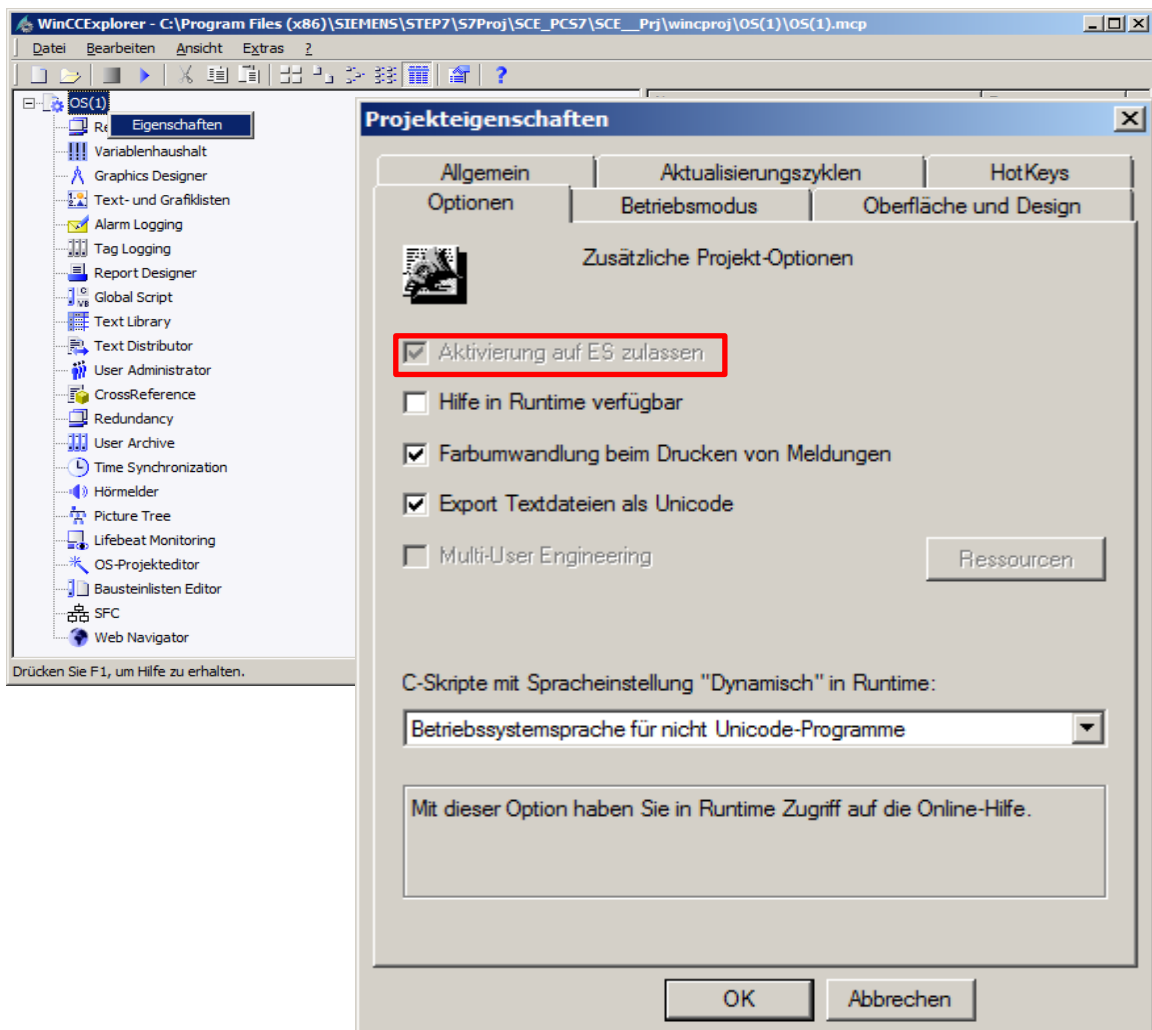 WinCCExplorer - C:\Program Files (x86)\SIEMENS\STEP7\S7Proj\SCE_PCS7\SCE__Prj\wincproj\OS(1)\OS(1).mcp
Datei Bearbeiten Ansicht Extras ?
OS(1)
Eigenschaften
Variablenhaushalt
Graphics Designer
Text- und Grafiklisten
Alarm Logging
Tag Logging
Report Designer
Global Script
Text Library
Text Distributor
User Administrator
CrossReference
Redundancy
User Archive
Time Synchronization
Hörmelder
Picture Tree
Lifebeat Monitoring
OS-Projekteditor
Bausteinlisten Editor
SFC
Web Navigator
Drücken Sie F1, um Hilfe zu erhalten.
Projekteigenschaften
Allgemein Aktualisierungszyklen HotKeys
Optionen Betriebsmodus Oberfläche und Design
Zusätzliche Projekt-Optionen
Aktivierung auf ES zulassen
Hilfe in Runtime verfügbar
Farbumwandlung beim Drucken von Meldungen
Export Textdateien als Unicode
Multi-User Engineering Ressourcen
C-Skripte mit Spracheinstellung "Dynamisch" in Runtime:
Betriebssystemsprache für nicht Unicode-Programme
Mit dieser Option haben Sie in Runtime Zugriff auf die Online-Hilfe.
OK Abbrechen